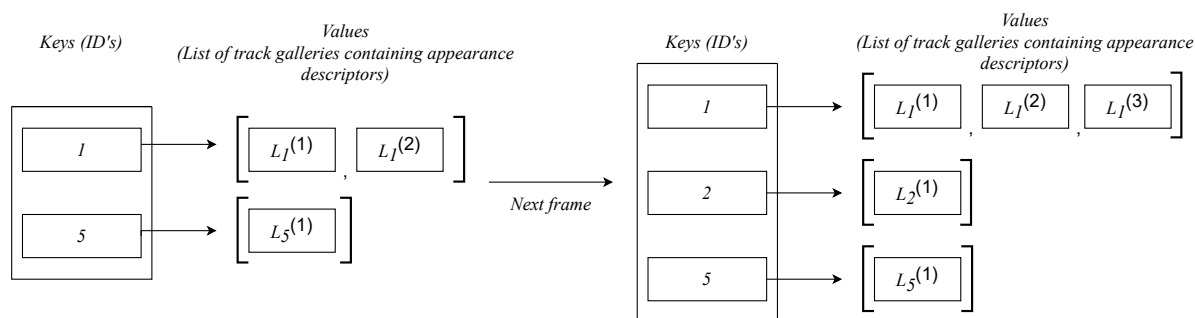 Keys (ID's)
Values
(List of track galleries containing appearance
descriptors)
1
L1(1)
,
L1(2)
5
L5(1)
Next frame
Keys (ID's)
Values
(List of track galleries containing appearance
descriptors)
1
L1(1)
,
L1(2)
,
L1(3)
2
L2(1)
5
L5(1)